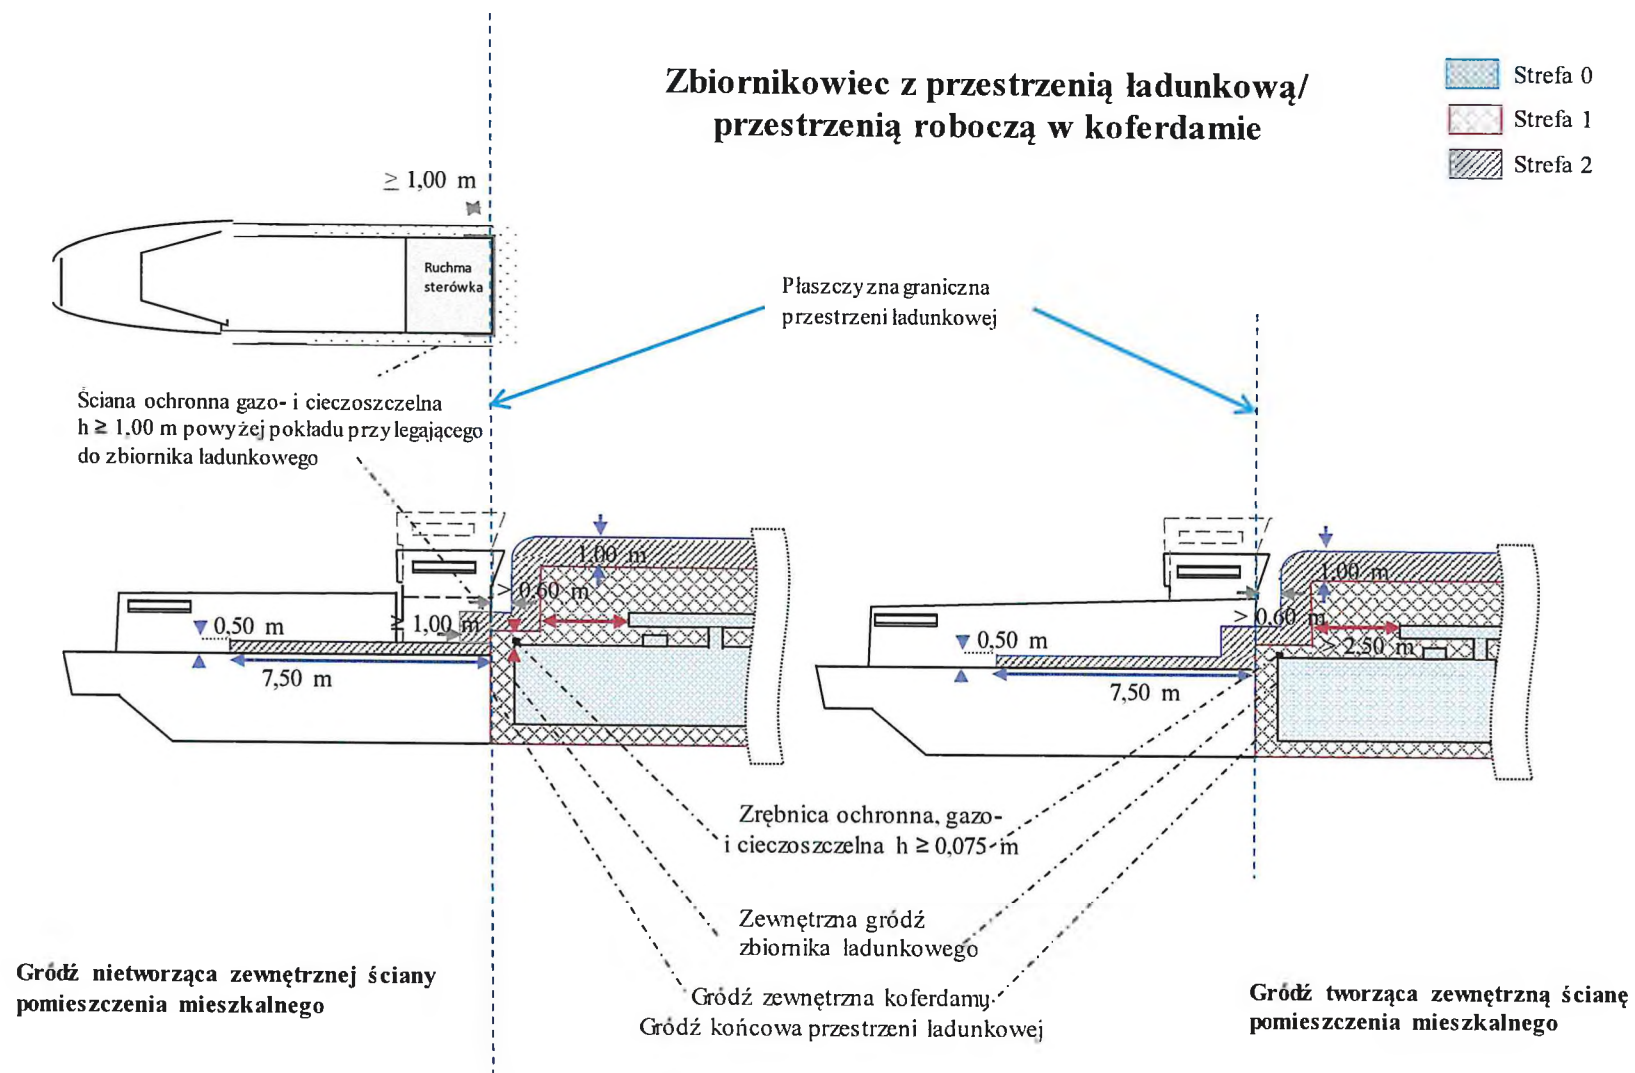 Zbiornikowiec z przestrzenią ładunkową/
przestrzenią roboczą w koferdamie
Strefa 0
Strefa 1
Strefa 2
≥ 1,00 m
Ruchma
sterówka
Płaszczyzna graniczna
przestrzeni ładunkowej
Ściana ochronna gazo- i cieczoszczelna
h ≥ 1,00 m powyżej pokładu przylegającego
do zbiornika ładunkowego
1,00 m
> 0,60 m
≥ 1,00 m
0,50 m
7,50 m
1,00 m
> 0,60 m
> 2,50 m
0,50 m
7,50 m
Zrębnica ochronna, gazo-
i cieczoszczelna h ≥ 0,075 m
Zewnętrzna gródź
zbiornika ładunkowego
Gródź zewnętrzna koferdamu
Gródź końcowa przestrzeni ładunkowej
Gródź nietworząca zewnętrznej ściany
pomieszczenia mieszkalnego
Gródź tworząca zewnętrzną ścianę
pomieszczenia mieszkalnego